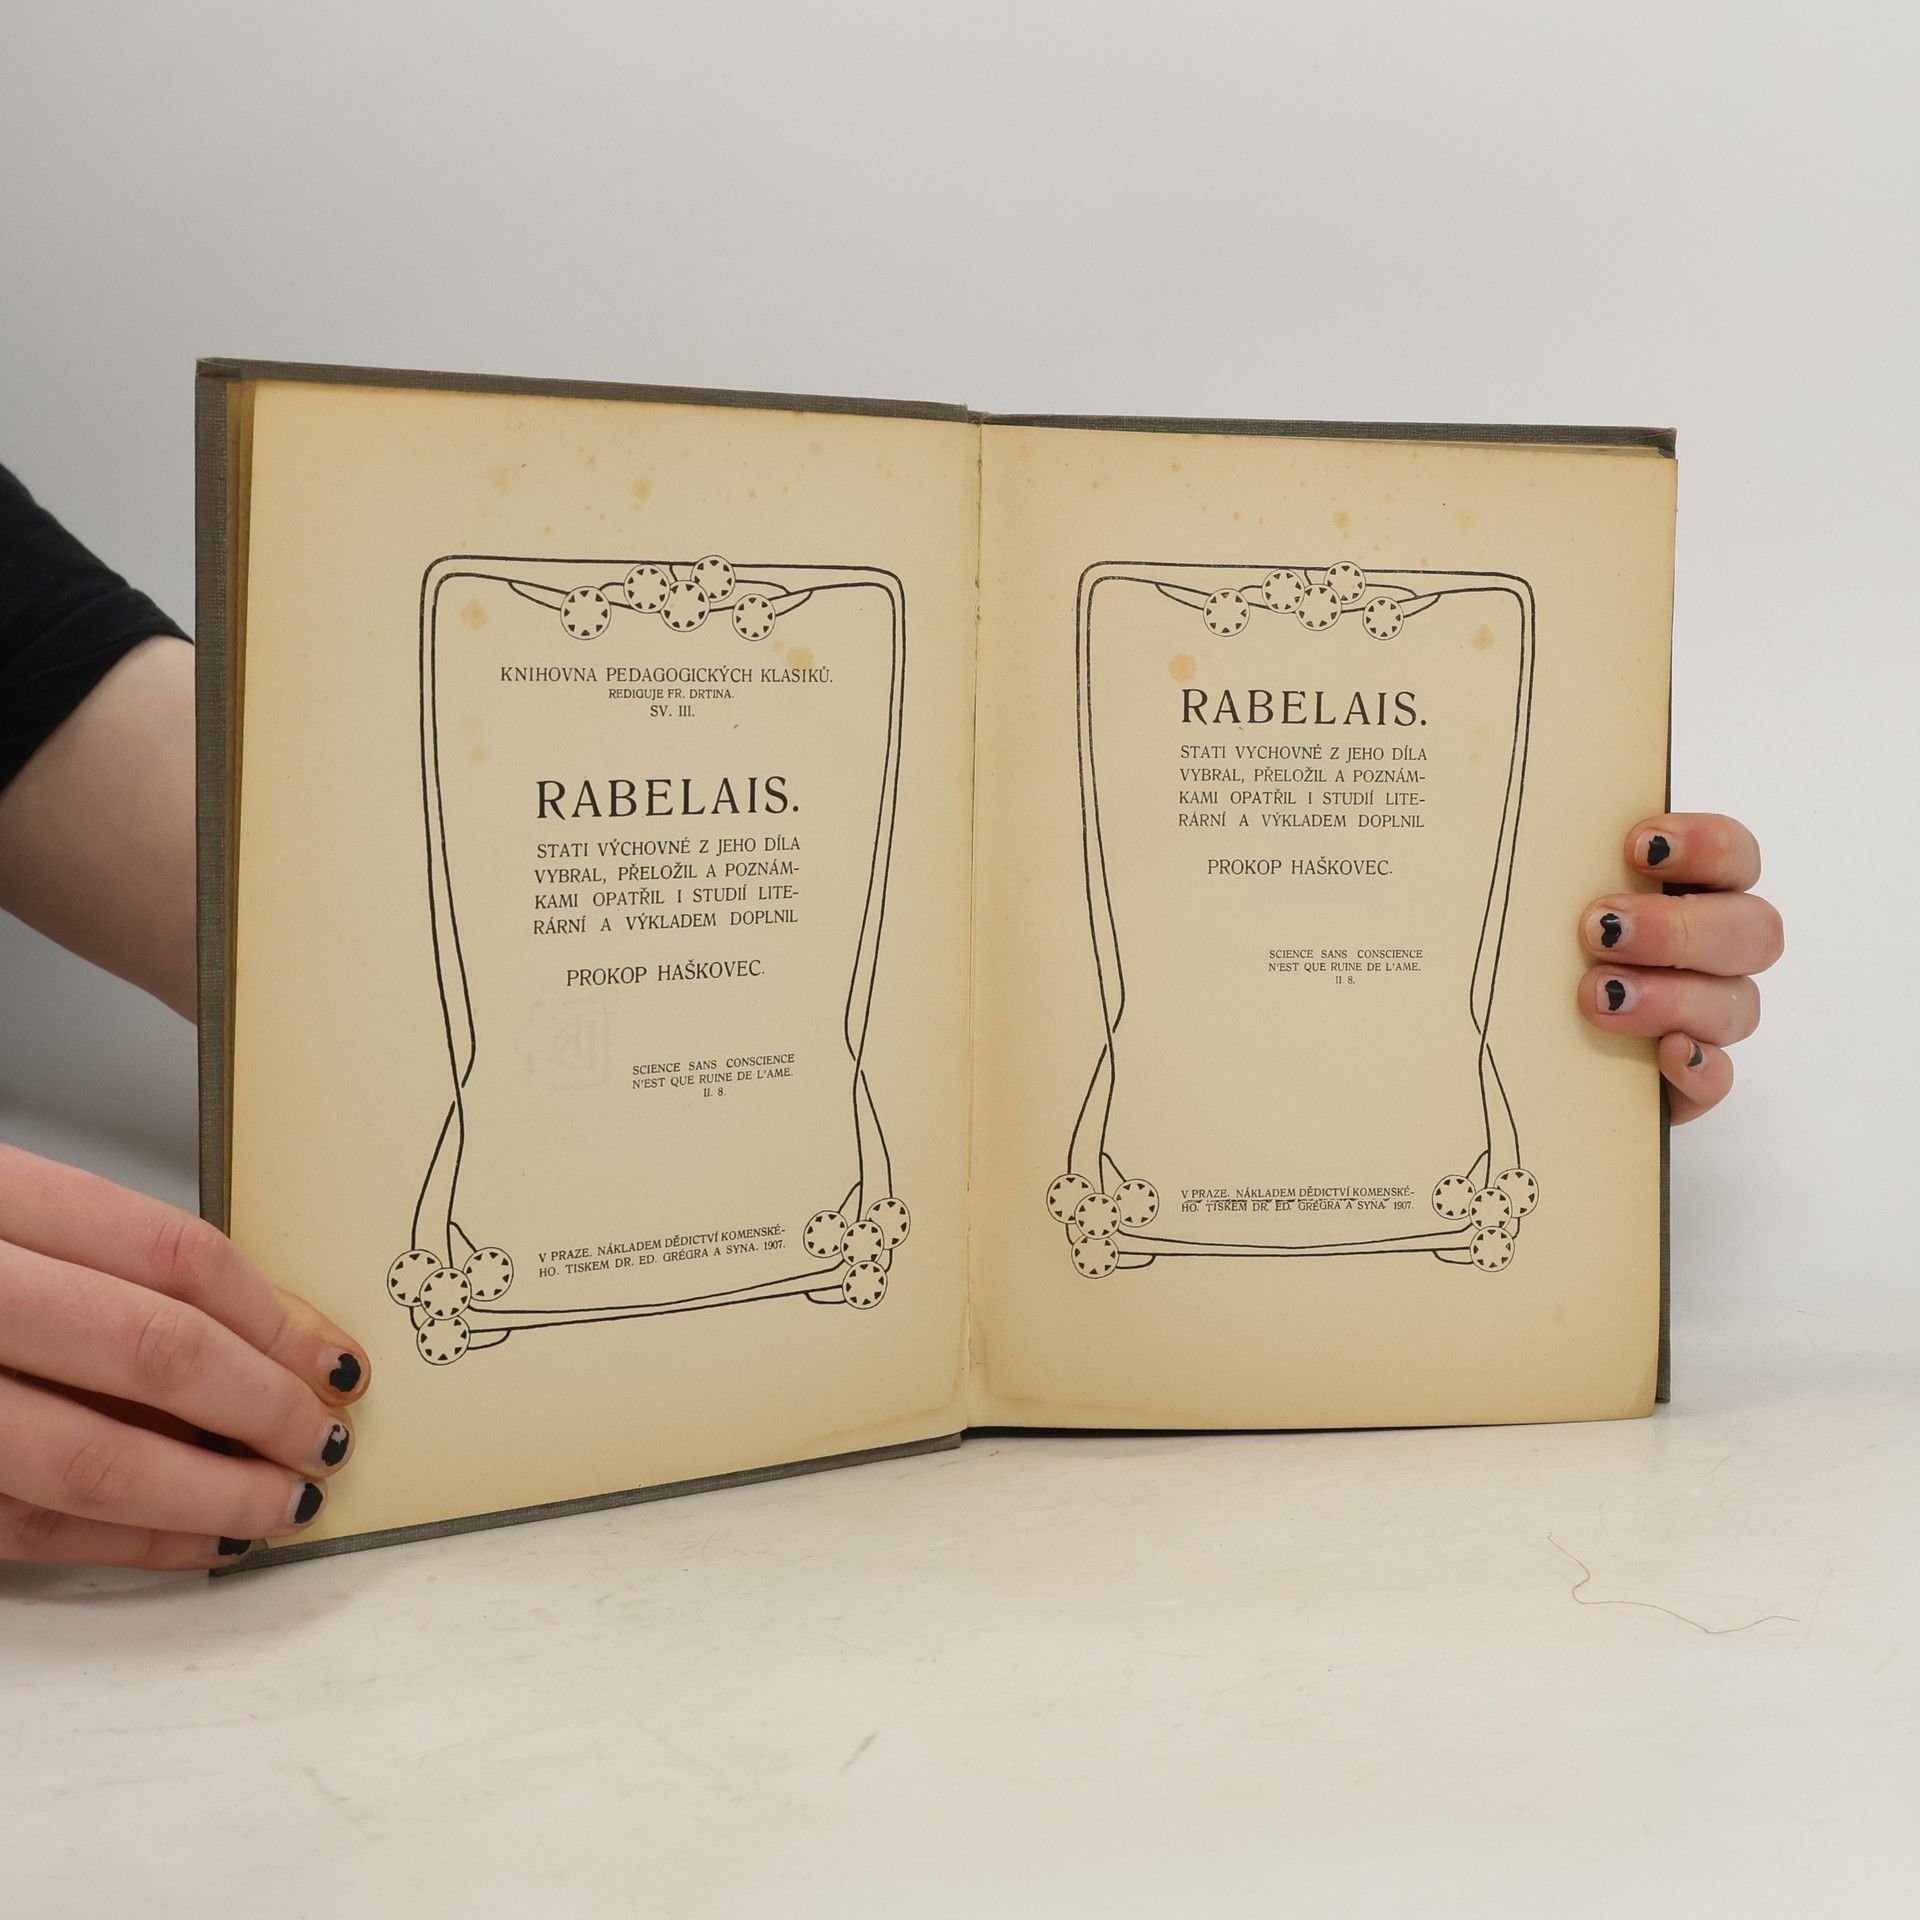 KNIHOVNA PEDAGOGICKÝCH KLASIKŮ.
REDIGUJE FR. DRTINA.
SV. III.
RABELAIS.
STATI VÝCHOVNÉ Z JEHO DÍLA
VYBRAL, PŘELOŽIL A POZNÁM-
KAMI OPATŘIL I STUDIÍ LITE-
RÁRNÍ A VÝKLADEM DOPLNIL
PROKOP HAŠKOVEC.
SCIENCE SANS CONSCIENCE
N'EST QUE RUINE DE L'AME.
II. 8.
V PRAZE. NÁKLADEM DĚDICTVÍ KOMENSKÉ-
HO. TISKEM DR. ED. GRÉGRA A SYNA. 1907.
RABELAIS.
STATI VYCHOVNÉ Z JEHO DÍLA
VYBRAL, PŘELOŽIL A POZNÁM-
KAMI OPATŘIL I STUDIÍ LITE-
RÁRNÍ A VÝKLADEM DOPLNIL
PROKOP HAŠKOVEC.
SCIENCE SANS CONSCIENCE
N'EST QUE RUINE DE L'AME.
II. 8.
V PRAZE. NÁKLADEM DĚDICTVÍ KOMENSKÉ-
HO. TISKEM DR. ED. GRÉGRA A SYNA. 1907.